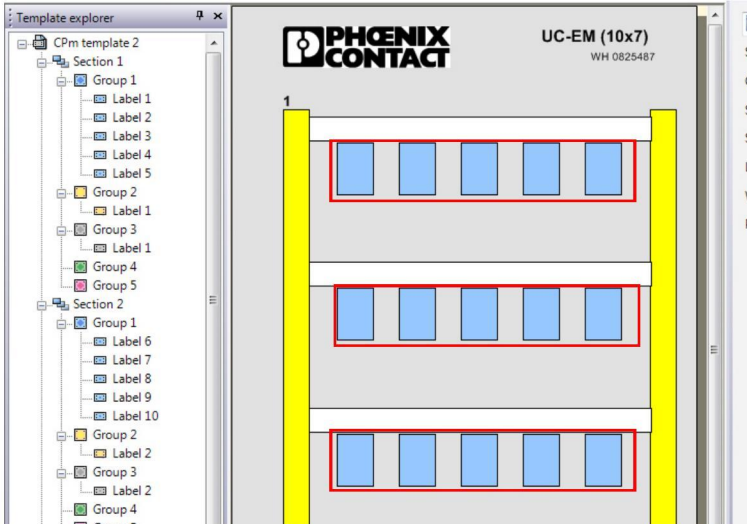 Template explorer
CPm template 2
Section 1
Group 1
Label 1
Label 2
Label 3
Label 4
Label 5
Group 2
Label 1
Group 3
Label 1
Group 4
Group 5
Section 2
Group 1
Label 6
Label 7
Label 8
Label 9
Label 10
Group 2
Label 2
Group 3
Label 2
Group 4
PHŒNIX
CONTACT
UC-EM (10x7)
WH 0825487
1